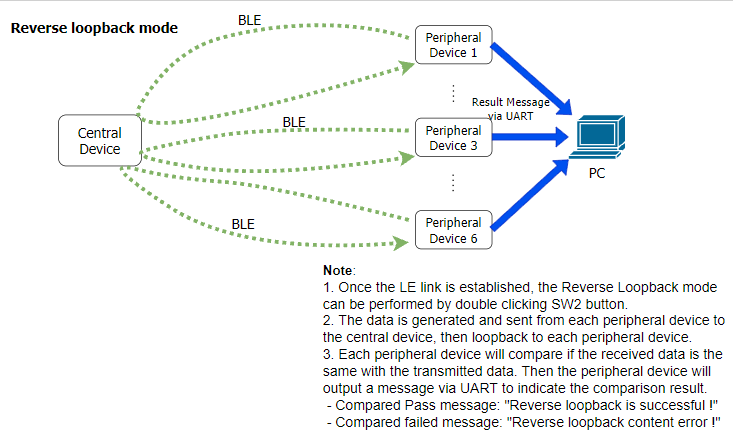 Reverse loopback mode
BLE
Peripheral
Device 1
Result Message
via UART
Central
Device
BLE
Peripheral
Device 3
PC
BLE
Peripheral
Device 6
Note:
1. Once the LE link is established, the Reverse Loopback mode
can be performed by double clicking SW2 button.
2. The data is generated and sent from each peripheral device to
the central device, then loopback to each peripheral device.
3. Each peripheral device will compare if the received data is the
same with the transmitted data. Then the peripheral device will
output a message via UART to indicate the comparison result.
- Compared Pass message: "Reverse loopback is successful !"
- Compared failed message: "Reverse loopback content error !"